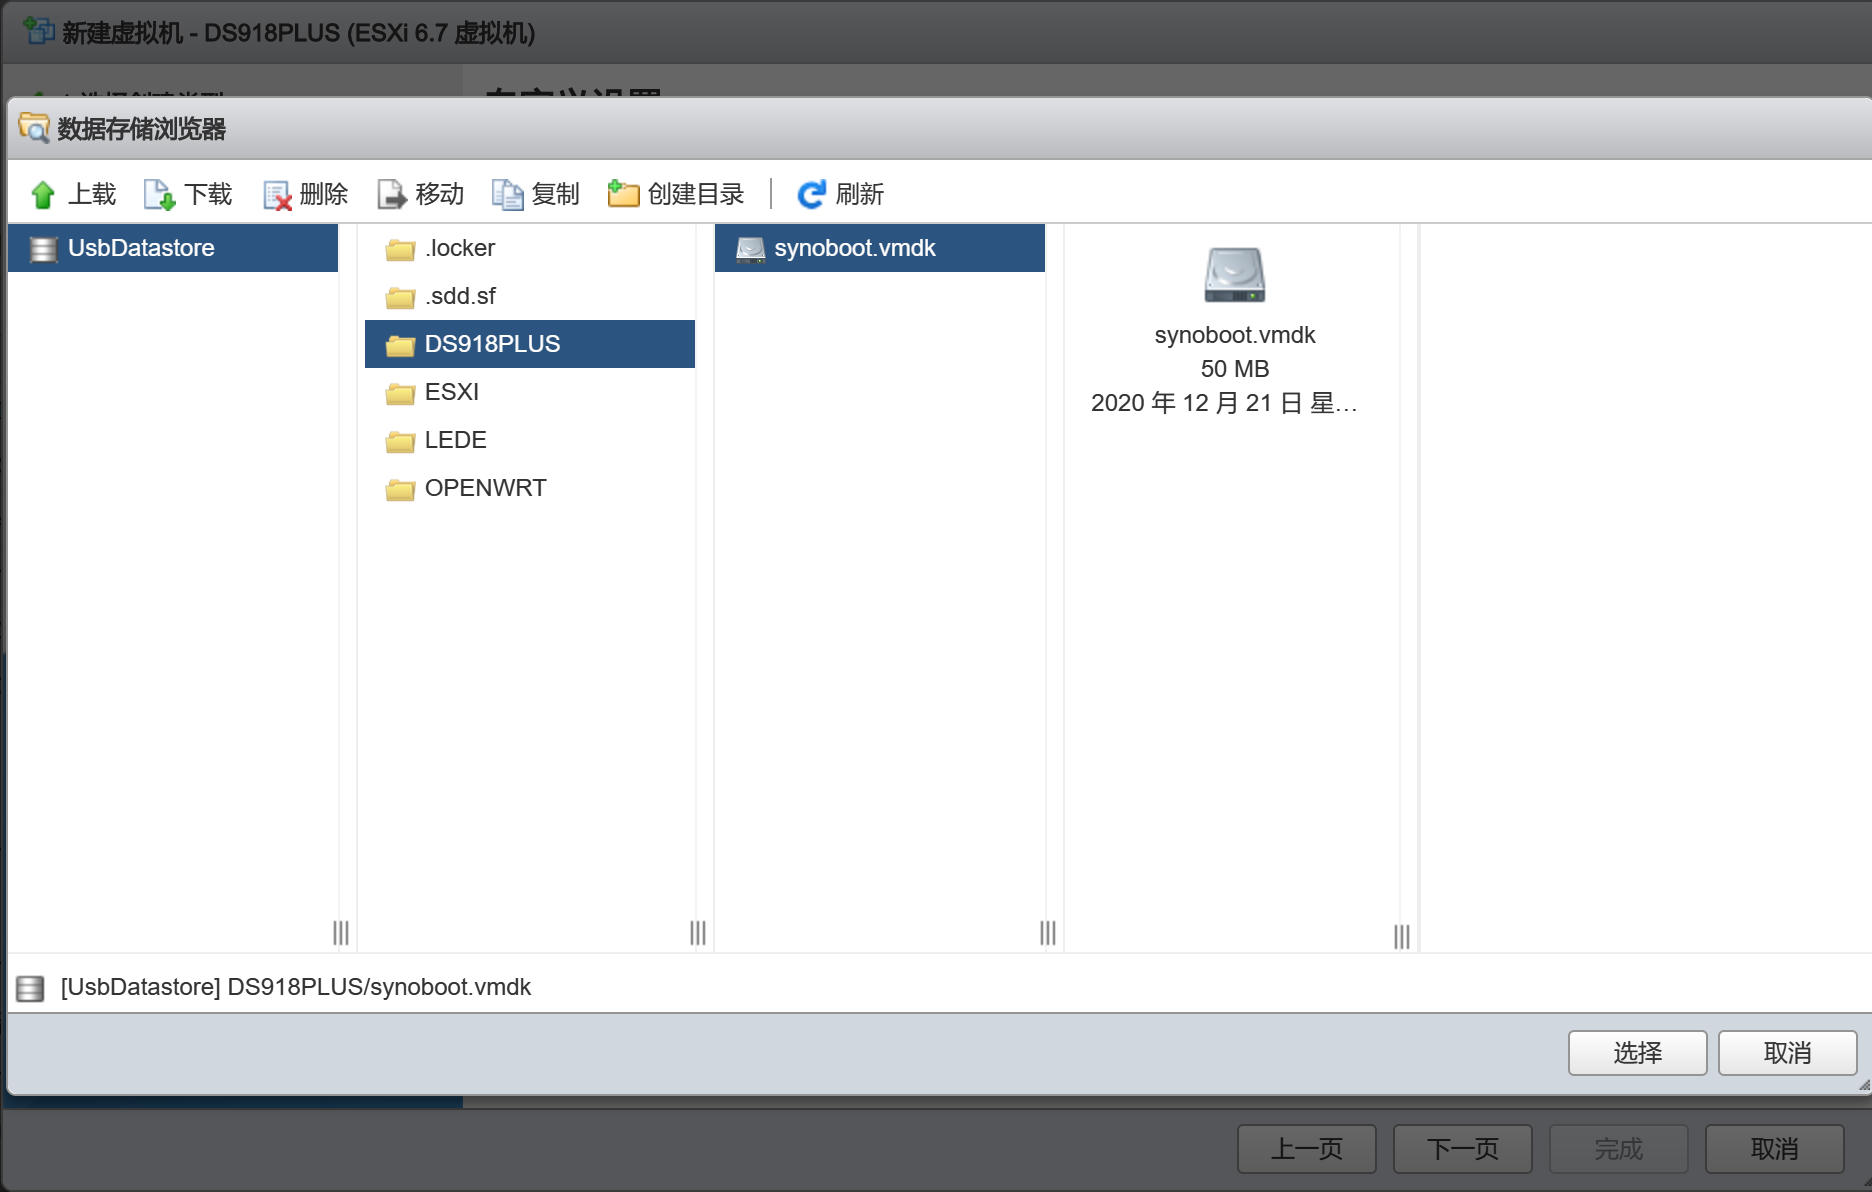 新建虚拟机 - DS918PLUS (ESXi 6.7 虚拟机)
数据存储浏览器
上载 下载 删除 移动 复制 创建目录 刷新
UsbDatastore
.locker
.sdd.sf
DS918PLUS
ESXI
LEDE
OPENWRT
synoboot.vmdk
synoboot.vmdk
50 MB
2020 年 12 月 21 日 星...
[UsbDatastore] DS918PLUS/synoboot.vmdk
选择 取消
上一页 下一页 完成 取消